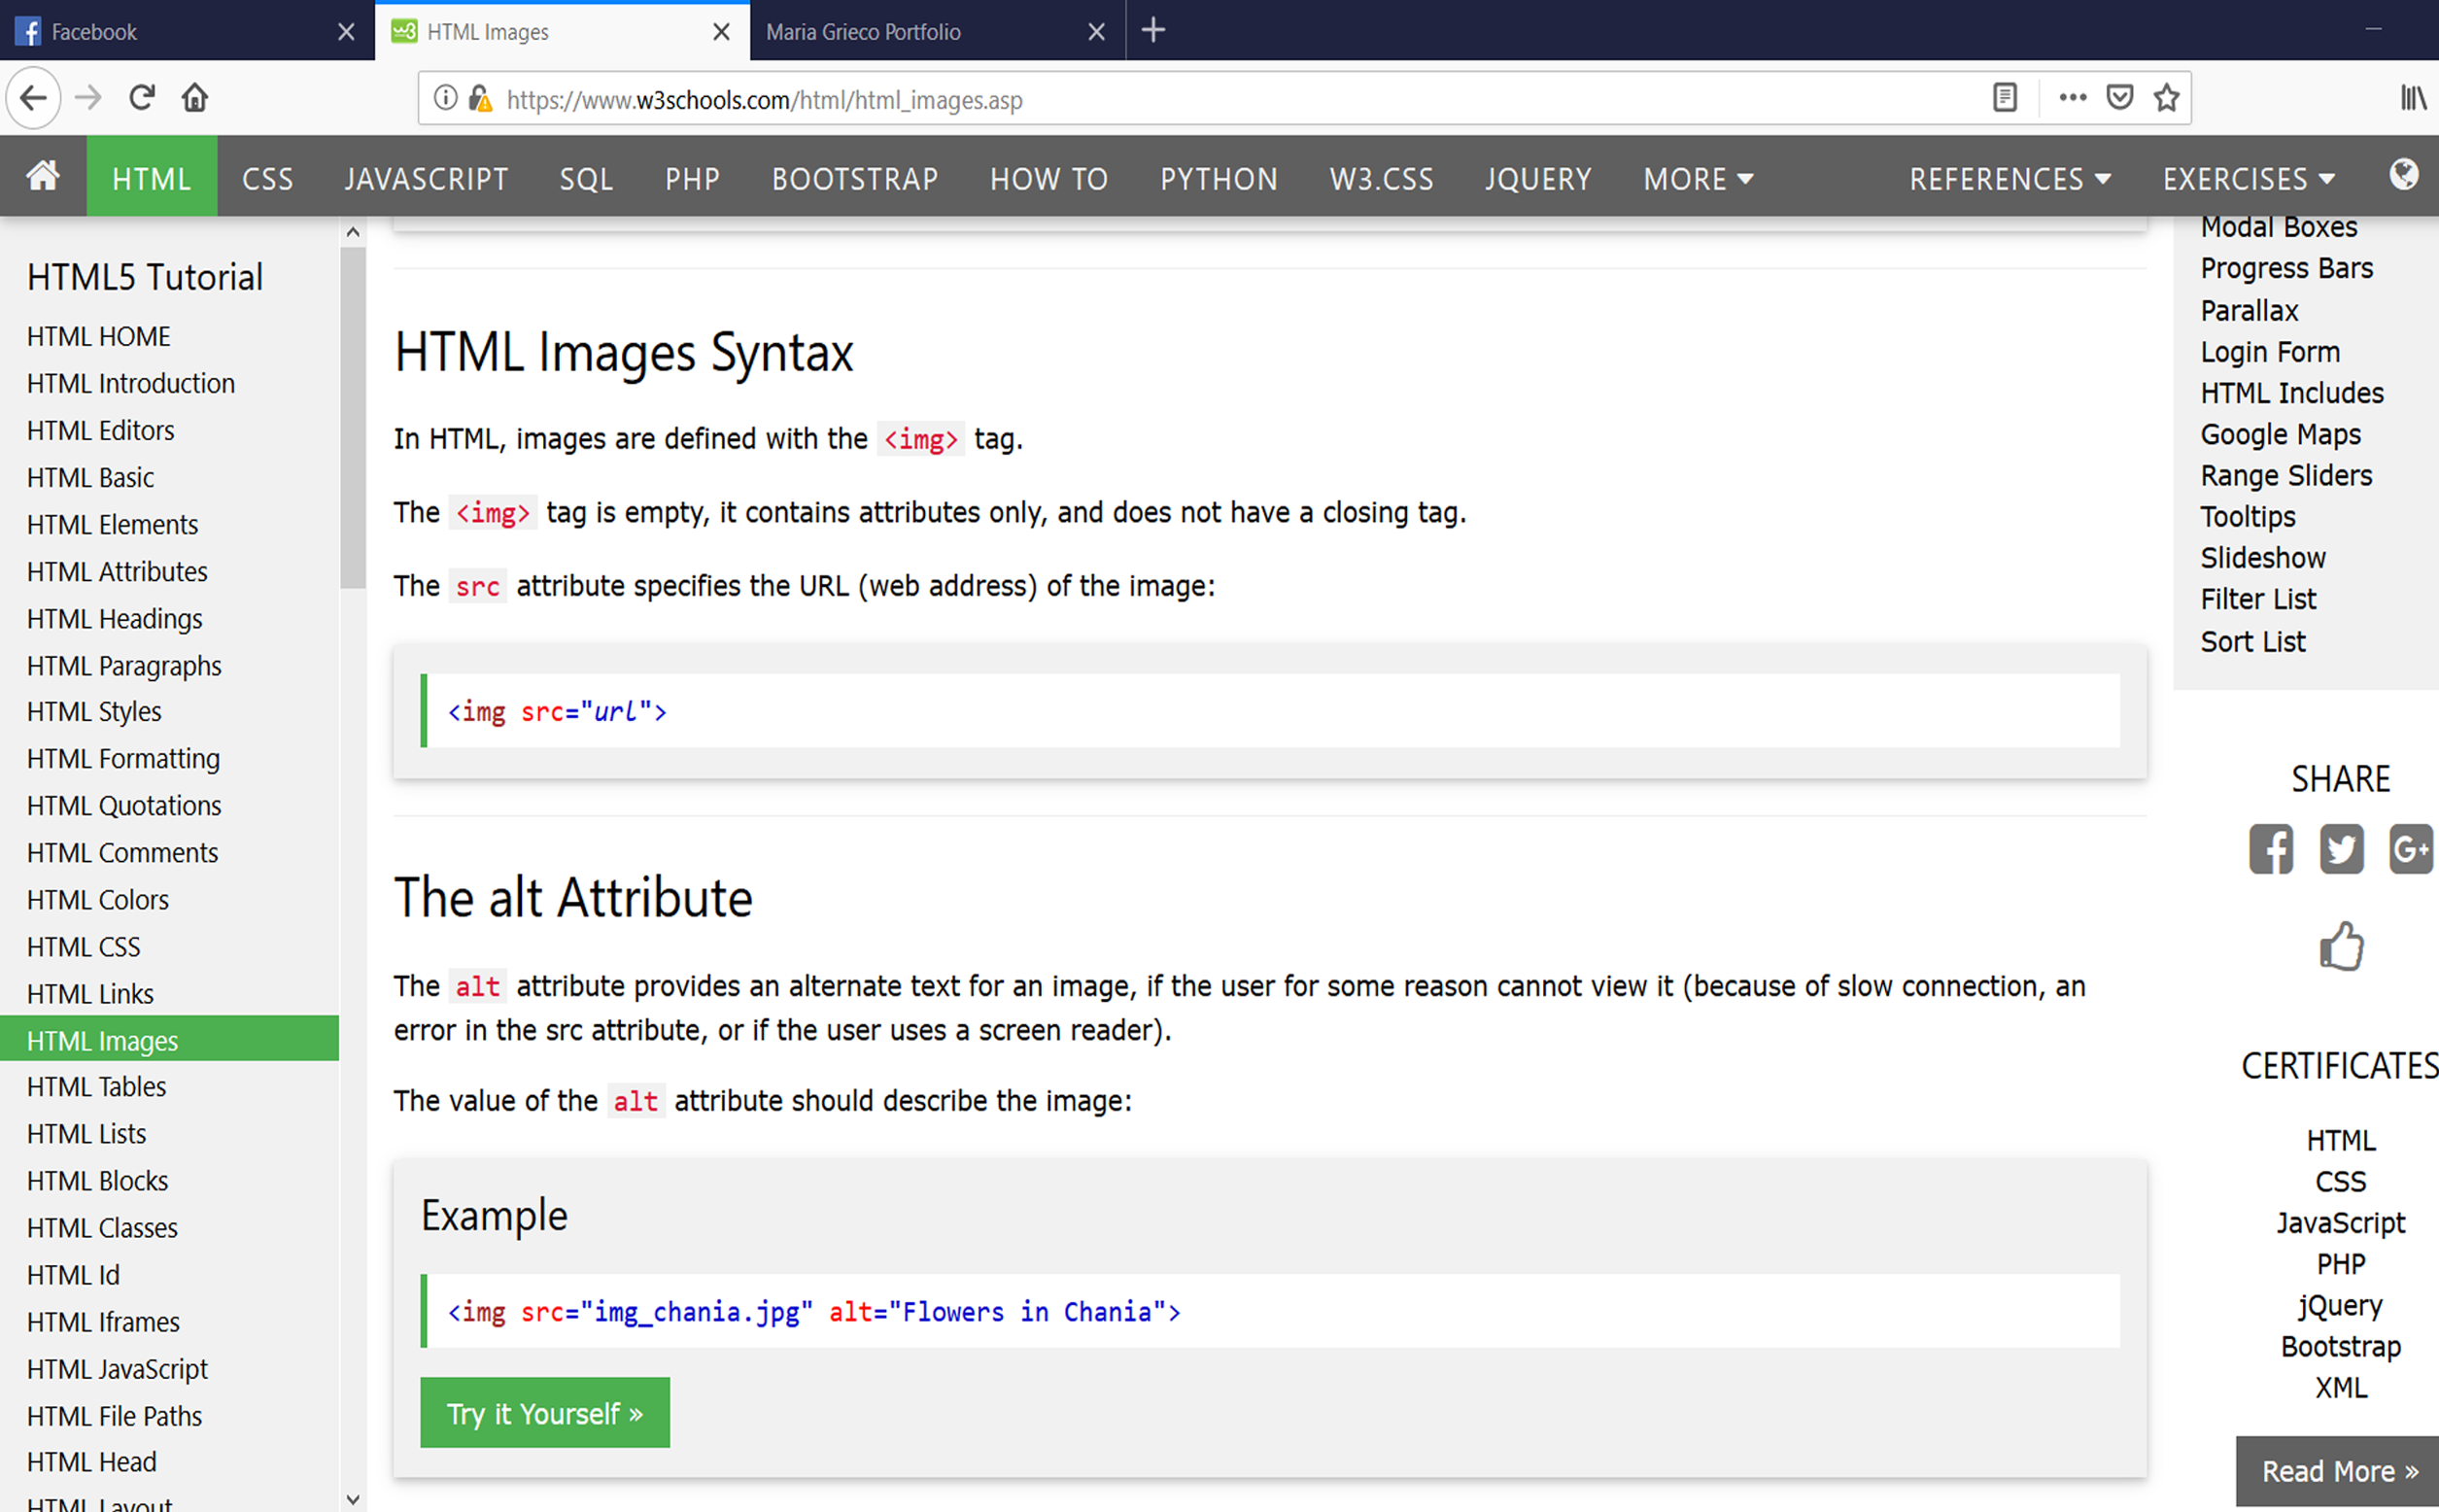 Facebook
HTML Images
Maria Grieco Portfolio
https://www.w3schools.com/html/html_images.asp
HTML CSS JAVASCRIPT SQL PHP BOOTSTRAP HOW TO PYTHON W3.CSS JQUERY MORE REFERENCES EXERCISES
HTML5 Tutorial
HTML HOME
HTML Introduction
HTML Editors
HTML Basic
HTML Elements
HTML Attributes
HTML Headings
HTML Paragraphs
HTML Styles
HTML Formatting
HTML Quotations
HTML Comments
HTML Colors
HTML CSS
HTML Links
HTML Images
HTML Tables
HTML Lists
HTML Blocks
HTML Classes
HTML Id
HTML Iframes
HTML JavaScript
HTML File Paths
HTML Head
HTML Layout
HTML Images Syntax
In HTML, images are defined with the <img> tag.
The <img> tag is empty, it contains attributes only, and does not have a closing tag.
The src attribute specifies the URL (web address) of the image:
<img src="url">
The alt Attribute
The alt attribute provides an alternate text for an image, if the user for some reason cannot view it (because of slow connection, an
error in the src attribute, or if the user uses a screen reader).
The value of the alt attribute should describe the image:
Example
<img src="img_chania.jpg" alt="Flowers in Chania">
Try it Yourself »
Modal Boxes
Progress Bars
Parallax
Login Form
HTML Includes
Google Maps
Range Sliders
Tooltips
Slideshow
Filter List
Sort List
SHARE
G+
CERTIFICATES
HTML
CSS
JavaScript
PHP
jQuery
Bootstrap
XML
Read More »